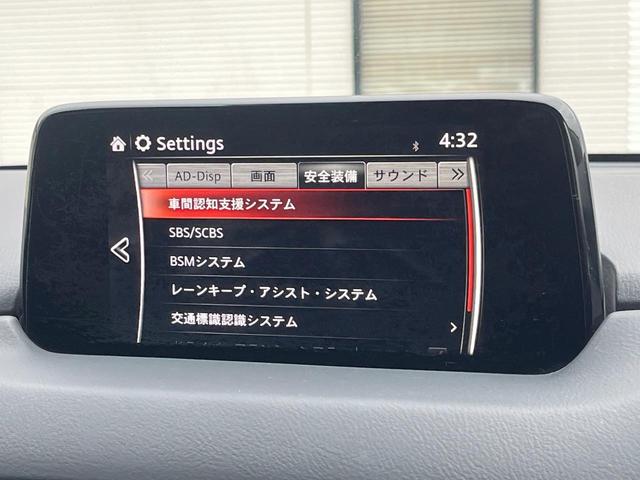 Settings 4:32
AD-Disp 画面 安全装備 サウンド
車間認知支援システム
SBS/SCBS
BSMシステム
レーンキープ・アシスト・システム
交通標識認識システム